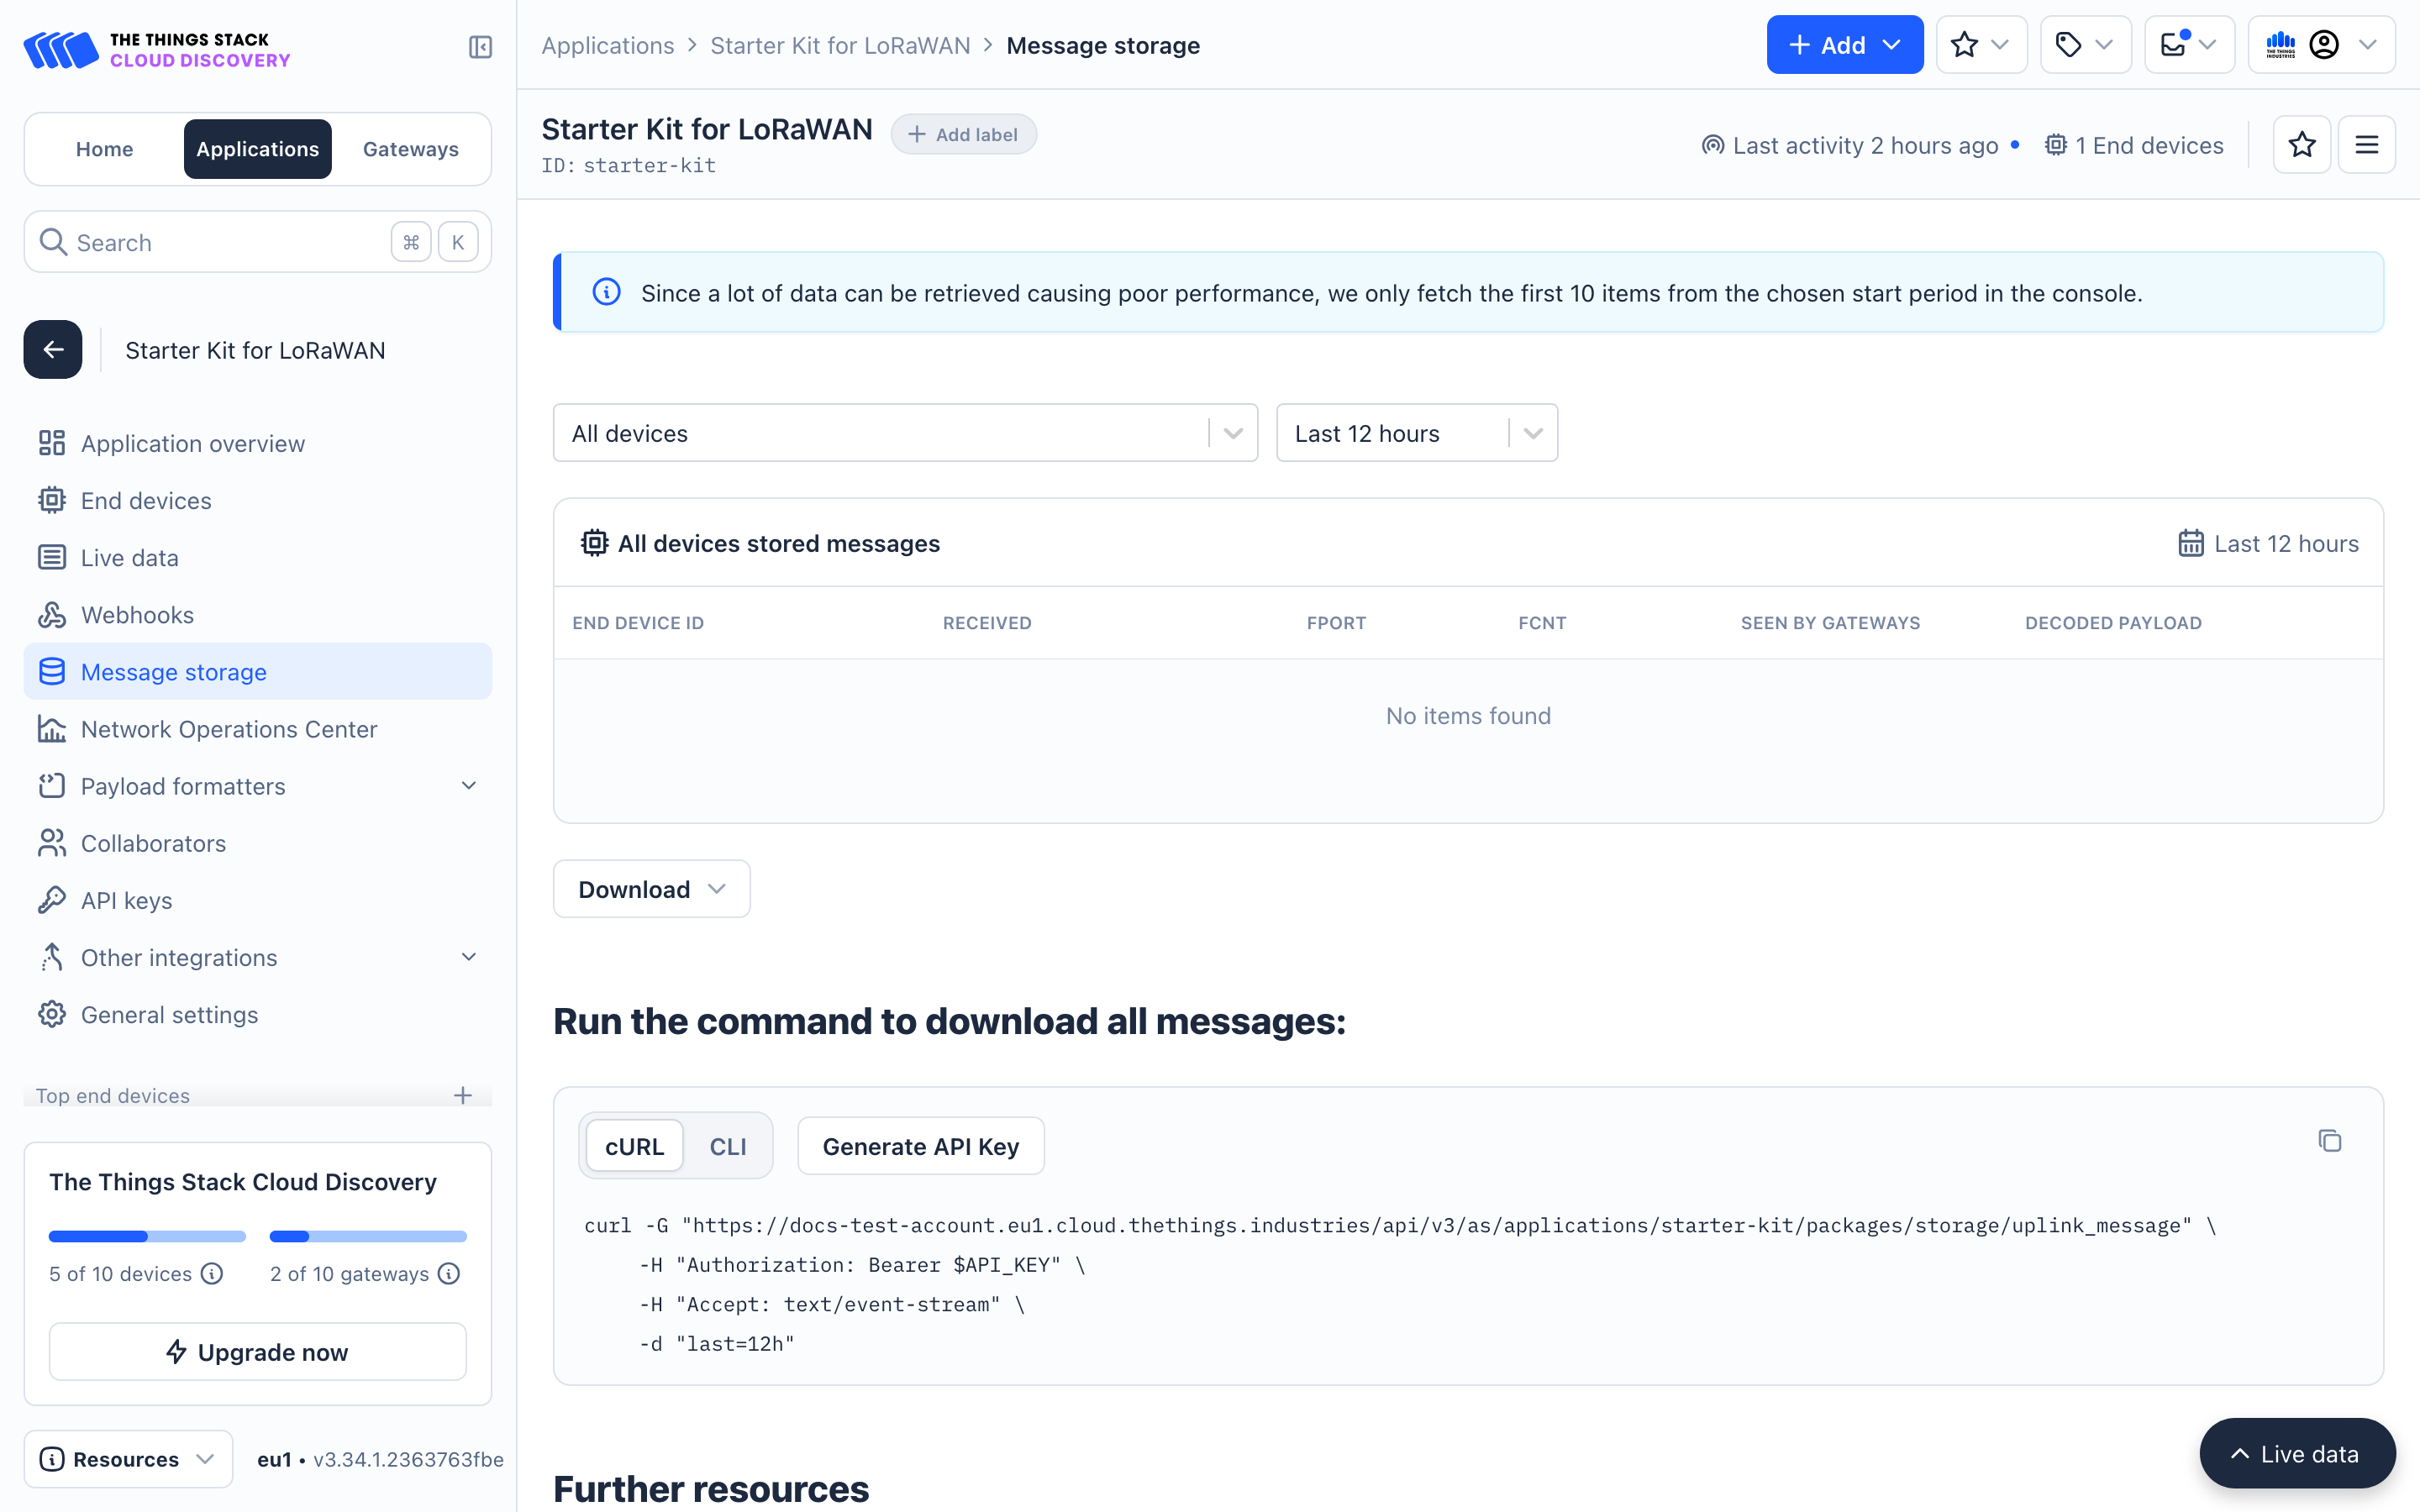 THE THINGS STACK
CLOUD DISCOVERY
Home
Applications
Gateways
Search
⌘
K
Starter Kit for LoRaWAN
Application overview
End devices
Live data
Webhooks
Message storage
Network Operations Center
Payload formatters
Collaborators
API keys
Other integrations
General settings
Top end devices
The Things Stack Cloud Discovery
5 of 10 devices
2 of 10 gateways
Upgrade now
Resources
eu1 • v3.34.1.2363763fbe
Applications > Starter Kit for LoRaWAN > Message storage
Add
THE THINGS
INDUSTRIES
Starter Kit for LoRaWAN
Add label
ID: starter-kit
Last activity 2 hours ago
1 End devices
Since a lot of data can be retrieved causing poor performance, we only fetch the first 10 items from the chosen start period in the console.
All devices
Last 12 hours
All devices stored messages
Last 12 hours
END DEVICE ID
RECEIVED
FPORT
FCNT
SEEN BY GATEWAYS
DECODED PAYLOAD
No items found
Download
Run the command to download all messages:
cURL
CLI
Generate API Key
curl -G "https://docs-test-account.eu1.cloud.thethings.industries/api/v3/as/applications/starter-kit/packages/storage/uplink_message" \
-H "Authorization: Bearer $API_KEY" \
-H "Accept: text/event-stream" \
-d "last=12h"
Live data
Further resources